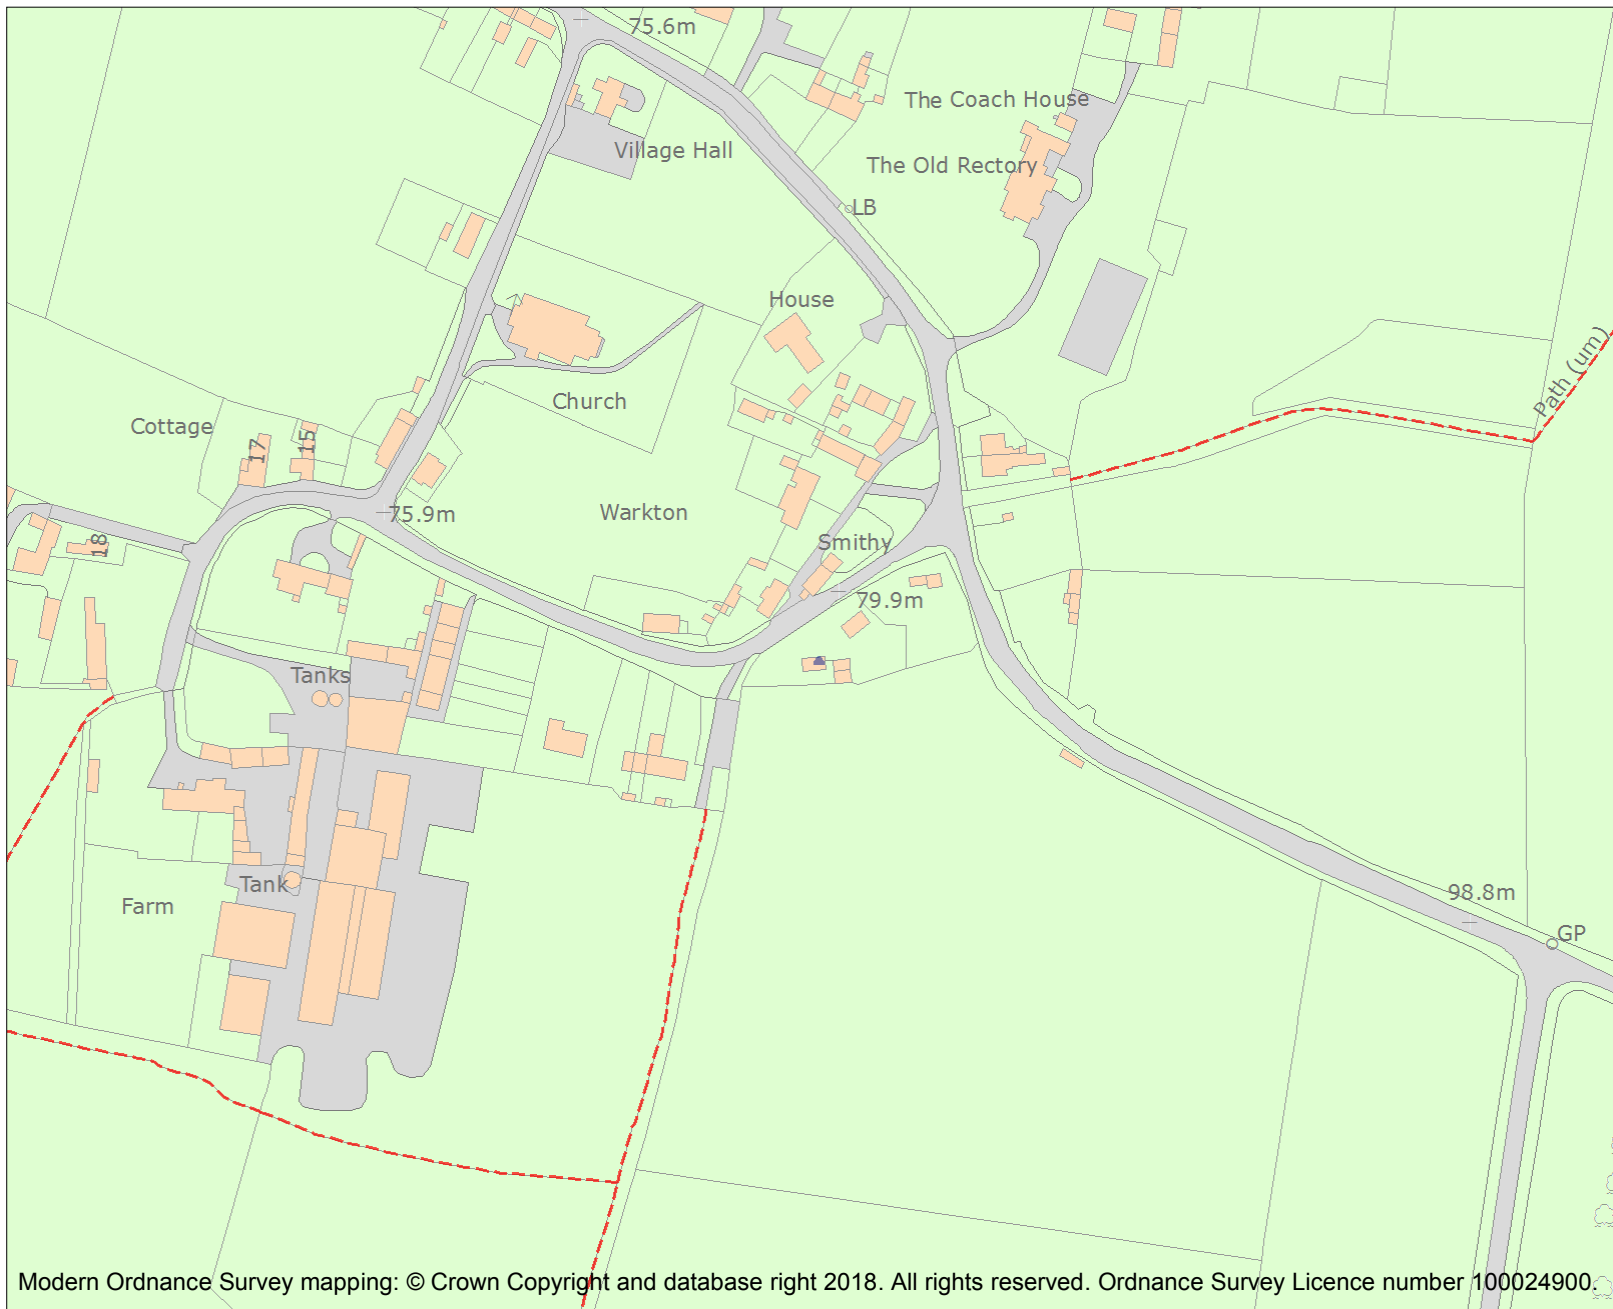 75.6m
The Coach House
Village Hall
The Old Rectory
LB
House
Path (um)
Church
Cottage
17
15
75.9m
Warkton
18
Smithy
79.9m
Tanks
Tank
Farm
98.8m
GP
Modern Ordnance Survey mapping: © Crown Copyright and database right 2018. All rights reserved. Ordnance Survey Licence number 100024900.